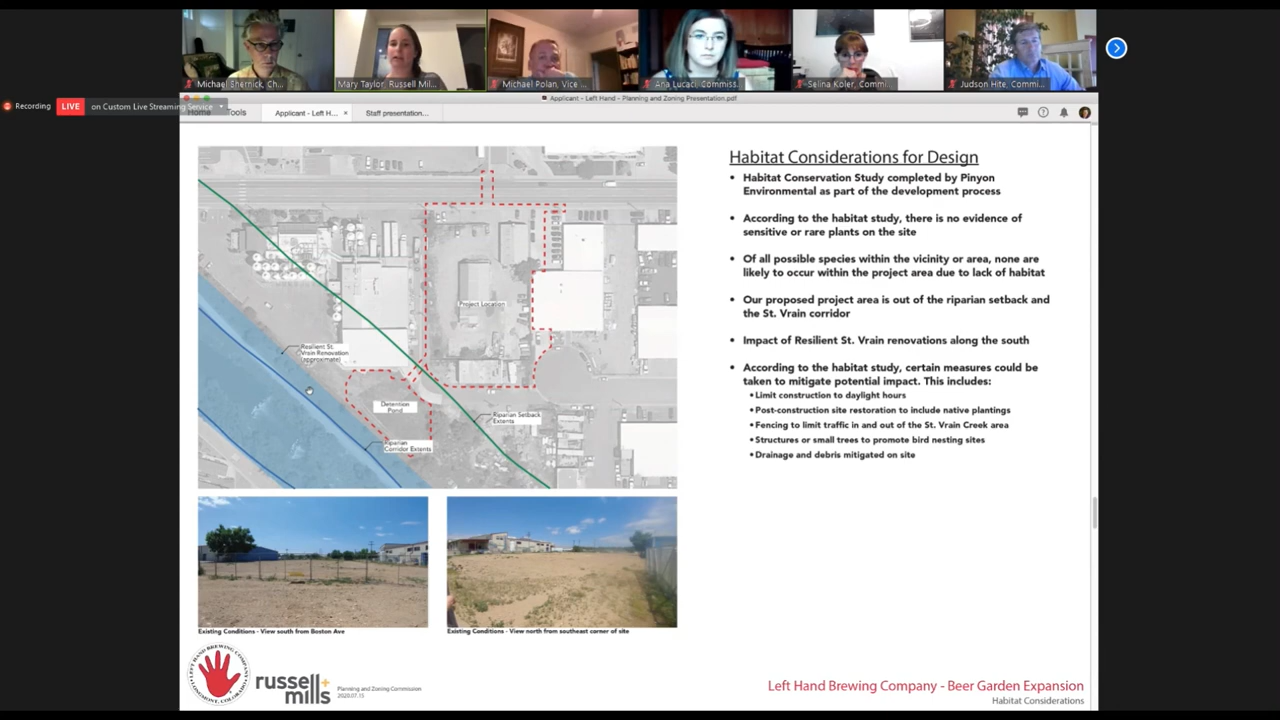 Michael Shernick, Ch...
Mary Taylor, Russell Mil...
Michael Polan, Vice ...
Ana Lucaci, Commiss...
Selina Koler, Commi...
Judson Hite, Commi...
Recording
LIVE
on Custom Live Streaming Service
Applicant - Left Hand - Planning and Zoning Presentation.pdf
Home
Tools
Applicant - Left H...
Staff presentation...
Habitat Considerations for Design
• Habitat Conservation Study completed by Pinyon
Environmental as part of the development process
• According to the habitat study, there is no evidence of
sensitive or rare plants on the site
• Of all possible species within the vicinity or area, none are
likely to occur within the project area due to lack of habitat
• Our proposed project area is out of the riparian setback and
the St. Vrain corridor
• Impact of Resilient St. Vrain renovations along the south
• According to the habitat study, certain measures could be
taken to mitigate potential impact. This includes:
• Limit construction to daylight hours
• Post-construction site restoration to include native plantings
• Fencing to limit traffic in and out of the St. Vrain Creek area
• Structures or small trees to promote bird nesting sites
• Drainage and debris mitigated on site
Project Location
Resilient St.
Vrain Renovation
(approximate)
Detention
Pond
Riparian Setback
Extents
Riparian
Corridor Extents
Existing Conditions - View south from Boston Ave
Existing Conditions - View north from southeast corner of site
LEFT HAND BREWING COMPANY
LONGMONT, COLORADO
russell+
mills
Planning and Zoning Commission
2020.07.15
Left Hand Brewing Company - Beer Garden Expansion
Habitat Considerations